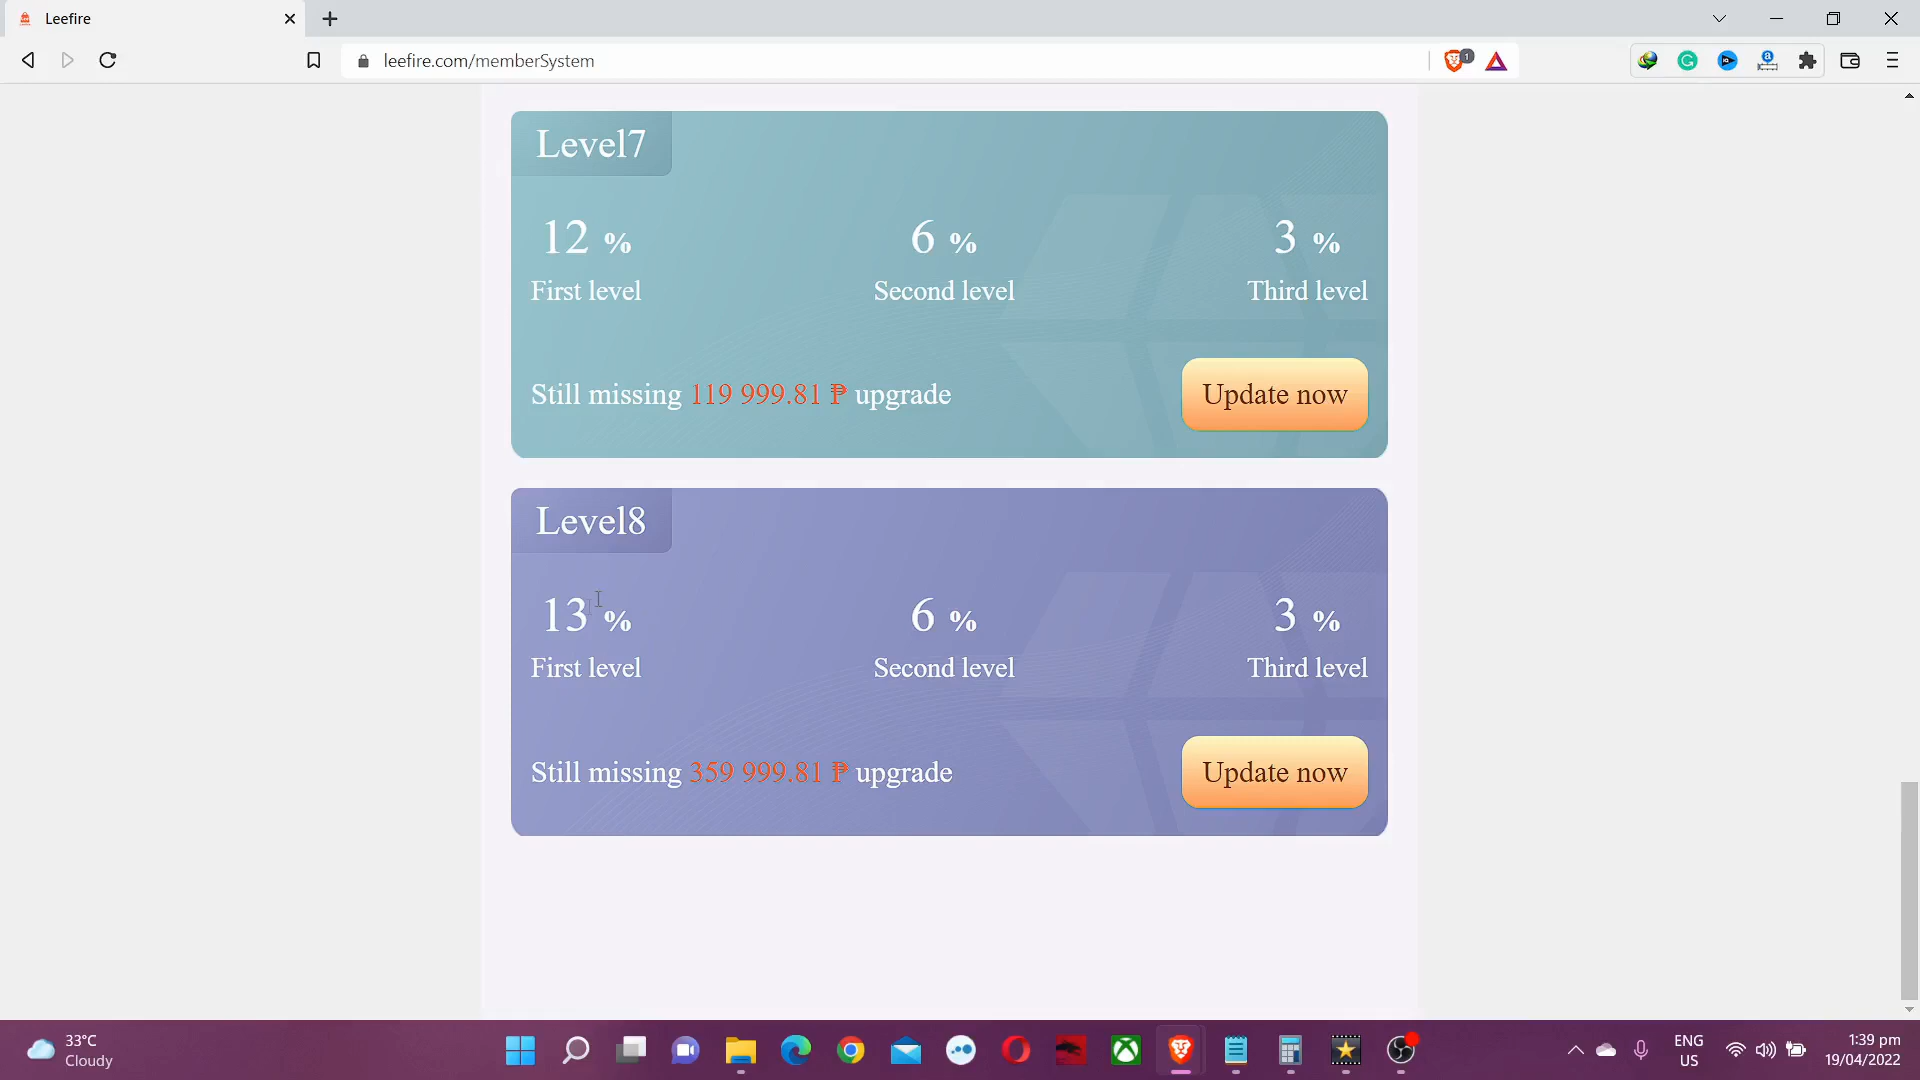 Leefire
leefire.com/memberSystem
1
Level7
12 % 6 % 3 %
First level Second level Third level
Still missing 119 999.81 ₱ upgrade Update now
Level8
13 % 6 % 3 %
First level Second level Third level
Still missing 359 999.81 ₱ upgrade Update now
33°C
Cloudy
ENG
US
1:39 pm
19/04/2022